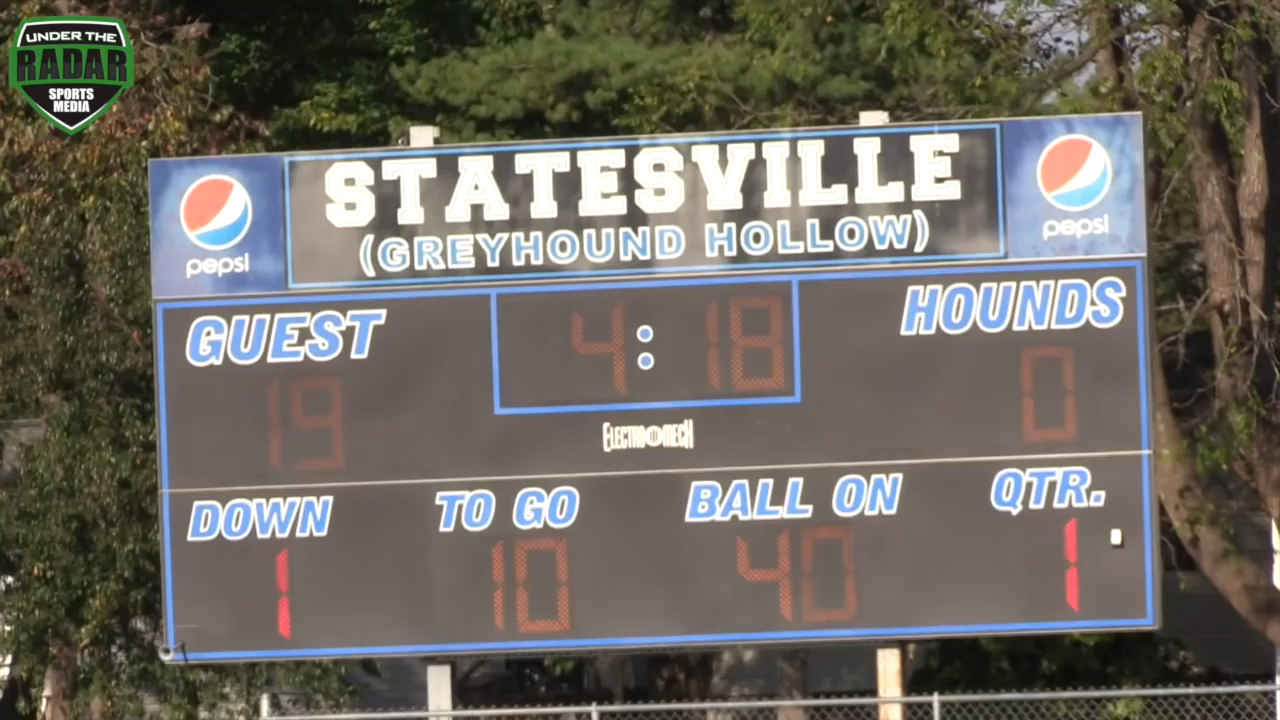 UNDER THE
RADAR
SPORTS
MEDIA
STATESVILLE
(GREYHOUND HOLLOW)
pepsi
pepsi
GUEST
4:18
HOUNDS
19
0
ELECTRO-MECH
DOWN
TO GO
BALL ON
QTR.
1
10
40
1